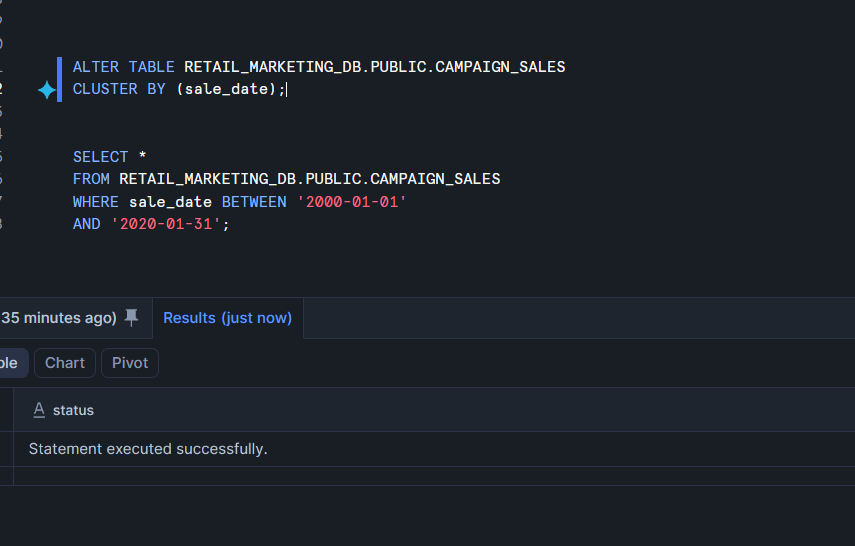 ALTER TABLE RETAIL_MARKETING_DB.PUBLIC.CAMPAIGN_SALES
CLUSTER BY (sale_date);
SELECT *
FROM RETAIL_MARKETING_DB.PUBLIC.CAMPAIGN_SALES
WHERE sale_date BETWEEN '2000-01-01'
AND '2020-01-31';
35 minutes ago)
Results (just now)
ble
Chart
Pivot
A status
Statement executed successfully.